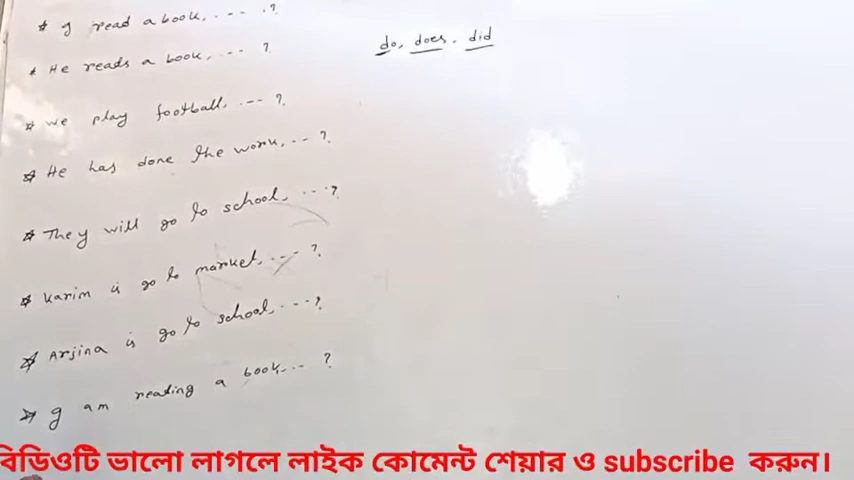 * I read a book, --- ?
do, does, did
* He reads a book, --- ?
* We play football, --- ?
* He has done the work, -- ?
* They will go to school, --- ?
* Karim is go to market, --- ?
* Arjina is go to school, --- ?
* I am reading a book, -- ?
বিডিওটি ভালো লাগলে লাইক কোমেন্ট শেয়ার ও subscribe করুন।